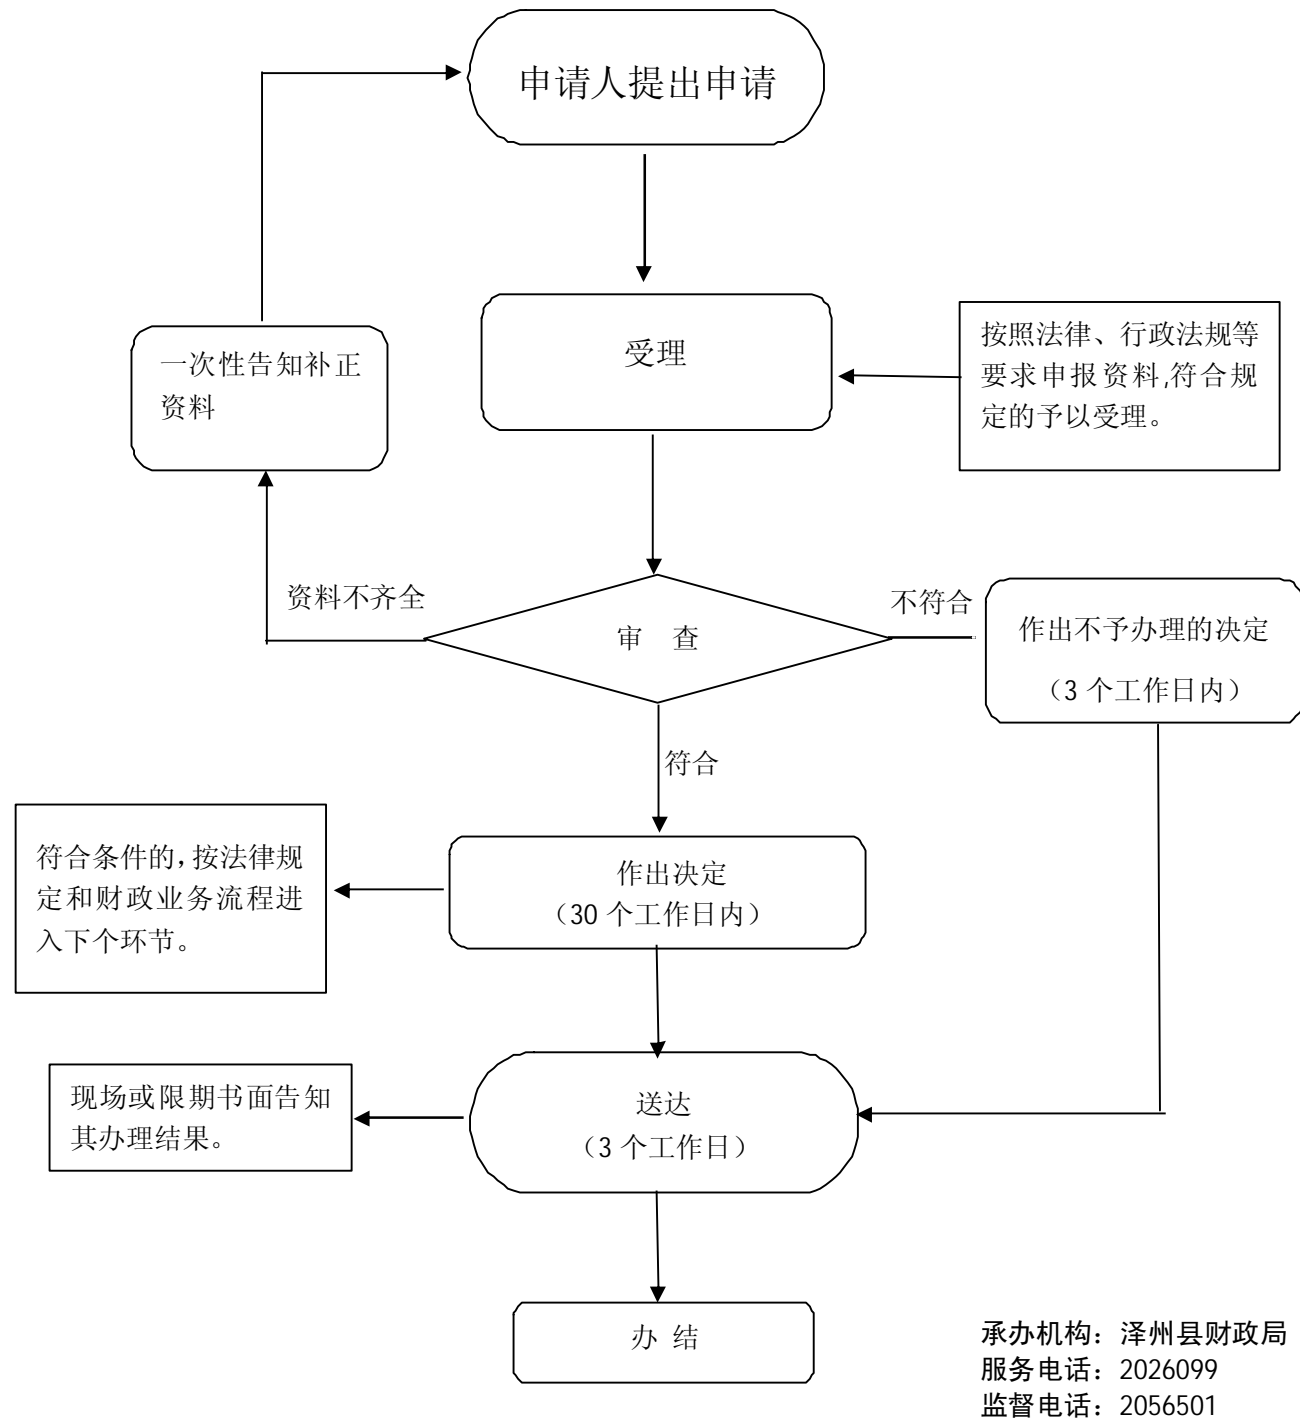 申请人提出申请
受理
按照法律、行政法规等
要求申报资料,符合规
定的予以受理。
一次性告知补正
资料
资料不齐全
审 查
不符合
作出不予办理的决定
（3 个工作日内）
符合
符合条件的，按法律规
定和财政业务流程进
入下个环节。
作出决定
（30 个工作日内）
现场或限期书面告知
其办理结果。
送达
（3 个工作日）
办 结
承办机构：泽州县财政局
服务电话：2026099
监督电话：2056501